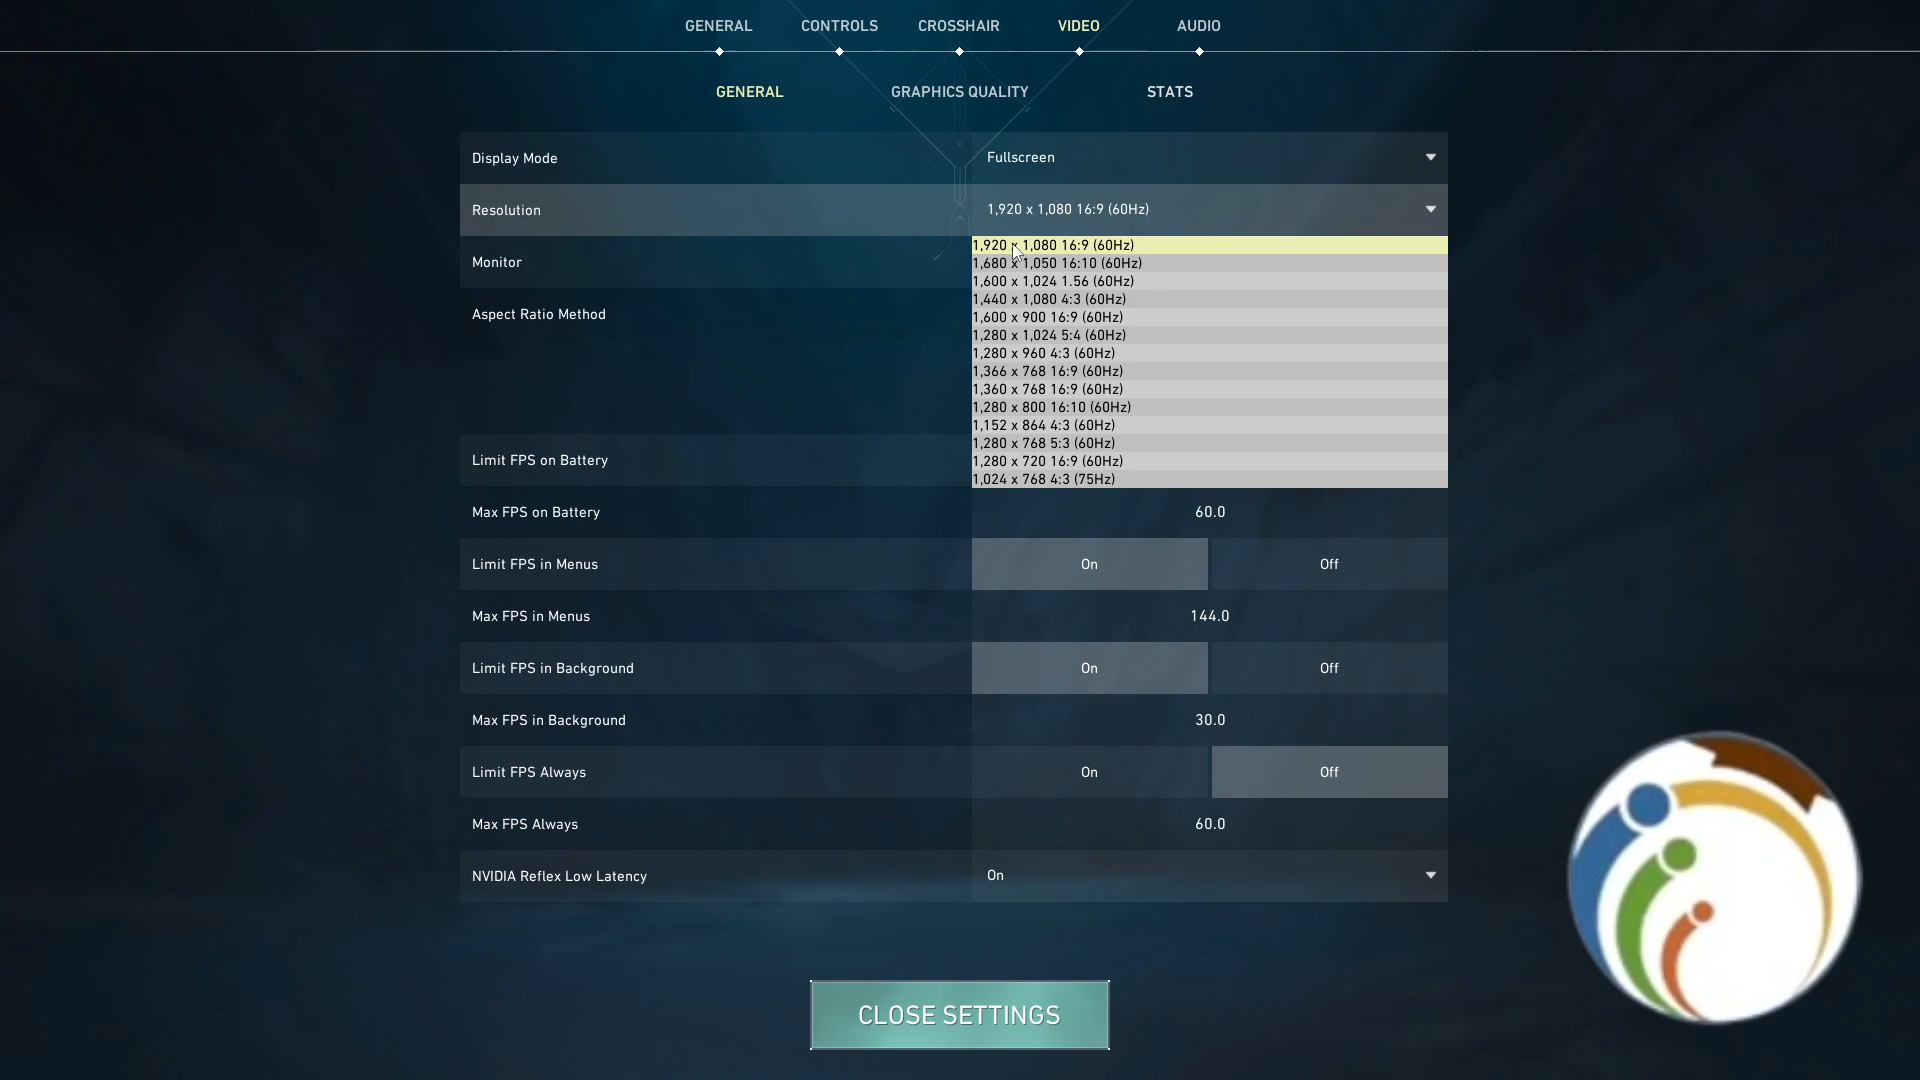 GENERAL CONTROLS CROSSHAIR VIDEO AUDIO
GENERAL GRAPHICS QUALITY STATS
Display Mode Fullscreen
Resolution 1,920 x 1,080 16:9 (60Hz)
1,920 x 1,080 16:9 (60Hz)
Monitor
1,680 x 1,050 16:10 (60Hz)
1,600 x 1,024 1.56 (60Hz)
1,440 x 1,080 4:3 (60Hz)
Aspect Ratio Method
1,600 x 900 16:9 (60Hz)
1,280 x 1,024 5:4 (60Hz)
1,280 x 960 4:3 (60Hz)
1,366 x 768 16:9 (60Hz)
1,360 x 768 16:9 (60Hz)
1,280 x 800 16:10 (60Hz)
1,152 x 864 4:3 (60Hz)
1,280 x 768 5:3 (60Hz)
Limit FPS on Battery
1,280 x 720 16:9 (60Hz)
1,024 x 768 4:3 (75Hz)
Max FPS on Battery 60.0
Limit FPS in Menus On Off
Max FPS in Menus 144.0
Limit FPS in Background On Off
Max FPS in Background 30.0
Limit FPS Always On Off
Max FPS Always 60.0
NVIDIA Reflex Low Latency On
CLOSE SETTINGS